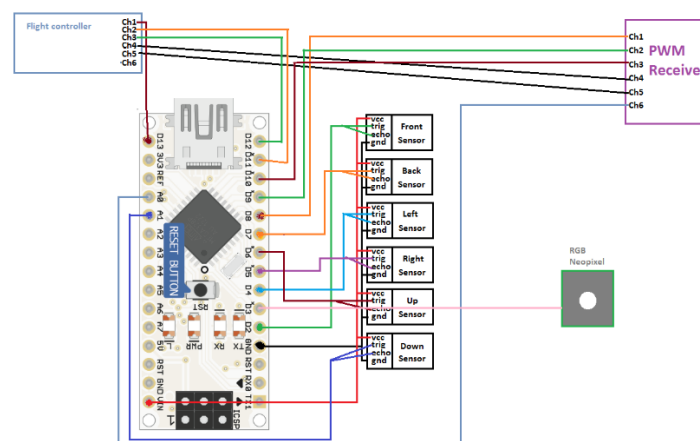 Flight controller
Ch1
Ch2
Ch3
Ch4
Ch5
Ch6
Ch1
Ch2
Ch3
Ch4
Ch5
Ch6
PWM
Receive
D13
3V3
REF
A0
A1
A2
A3
A4
A5
A6
A7
5V
RST
GND
VIN
D12
D11
D10
D9
D8
D7
D6
D5
D4
D3
D2
GND
RST
RX0
TX1
RESET BUTTON
RST
L
PWR
RX
TX
1
ICSP
vcc
trig
echo
gnd
Front
Sensor
vcc
trig
echo
gnd
Back
Sensor
vcc
trig
echo
gnd
Left
Sensor
vcc
trig
echo
gnd
Right
Sensor
vcc
trig
echo
gnd
Up
Sensor
vcc
trig
echo
gnd
Down
Sensor
RGB
Neopixel